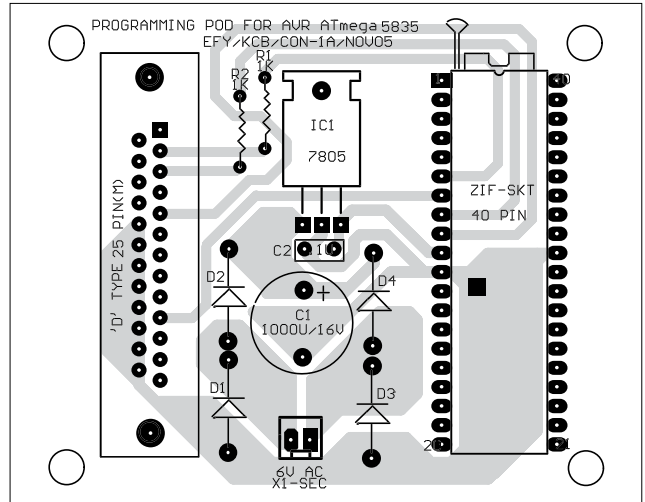 PROGRAMMING POD FOR AVR ATmega 5835
EFY/KCB/CON-1A/NOV05
R1
1K
R2
1K
IC1
7805
1
40
ZIF-SKT
40 PIN
'D' TYPE 25 PIN(M)
C2
D2
D4
C1
1000U/16V
+
D1
D3
20
21
6V AC
X1-SEC